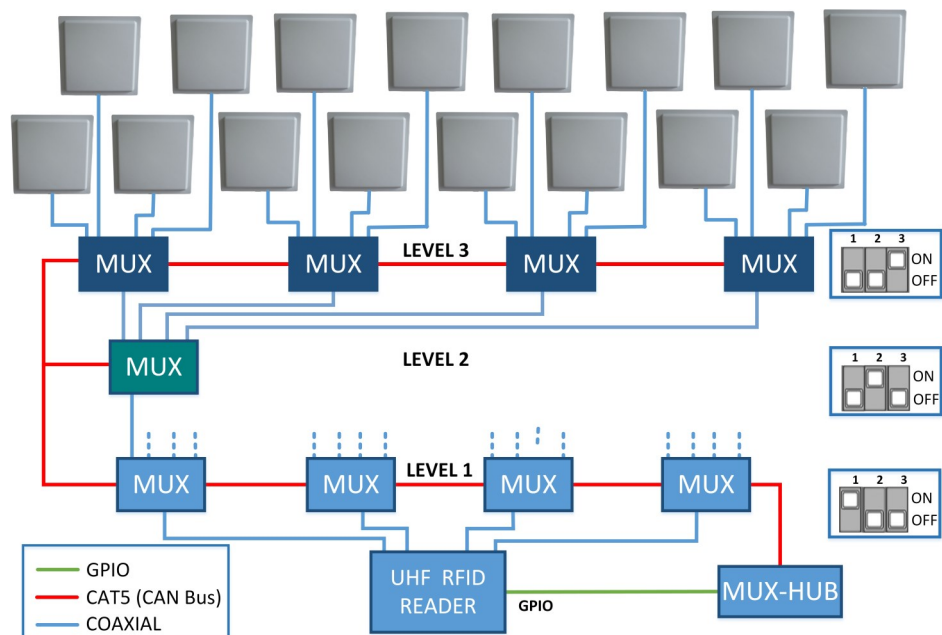 MUX MUX LEVEL 3 MUX MUX
1 2 3
ON
OFF
MUX LEVEL 2
1 2 3
ON
OFF
MUX MUX LEVEL 1 MUX MUX
1 2 3
ON
OFF
GPIO
CAT5 (CAN Bus)
COAXIAL
UHF RFID
READER
GPIO
MUX-HUB